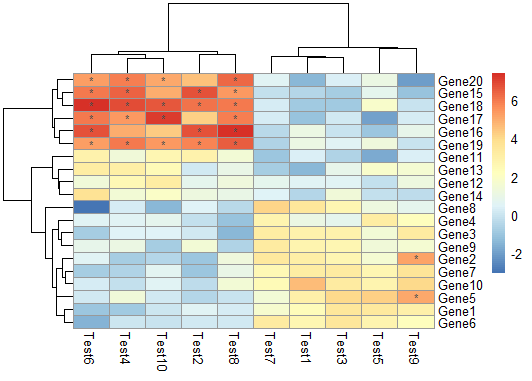 * * * * Gene20
* * * * Gene15
* * * * * Gene18
* * * * Gene17
* * * * Gene16
* * * * * Gene19
Gene11
Gene13
Gene12
Gene14
Gene8
Gene4
Gene3
Gene9
* Gene2
Gene7
Gene10
* Gene5
Gene1
Gene6
Test6 Test4 Test10 Test2 Test8 Test7 Test1 Test3 Test5 Test9
6
4
2
0
-2